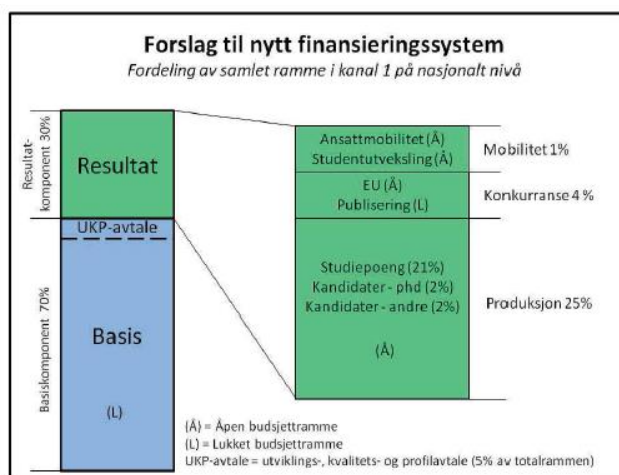 Forslag til nytt finansieringssystem
Fordeling av samlet ramme i kanal 1 på nasjonalt nivå
Resultat-
komponent 30%
Resultat
UKP-avtale
Basiskomponent 70%
Basis
(L)
Ansattmobilitet (Å)
Studentutveksling (Å)
Mobilitet 1%
EU (Å)
Publisering (L)
Konkurranse 4 %
Studiepoeng (21%)
Kandidater - phd (2%)
Kandidater - andre (2%)
(Å)
Produksjon 25%
(Å) = Åpen budsjettramme
(L) = Lukket budsjettramme
UKP-avtale = utviklings-, kvalitets- og profilavtale (5% av totalrammen)